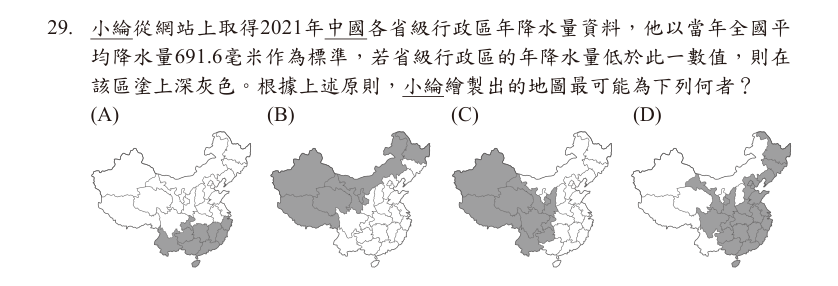 29. 小綸從網站上取得2021年中國各省級行政區年降水量資料，他以當年全國平
均降水量691.6毫米作為標準，若省級行政區的年降水量低於此一數值，則在
該區塗上深灰色。根據上述原則，小綸繪製出的地圖最可能為下列何者？
(A) (B) (C) (D)